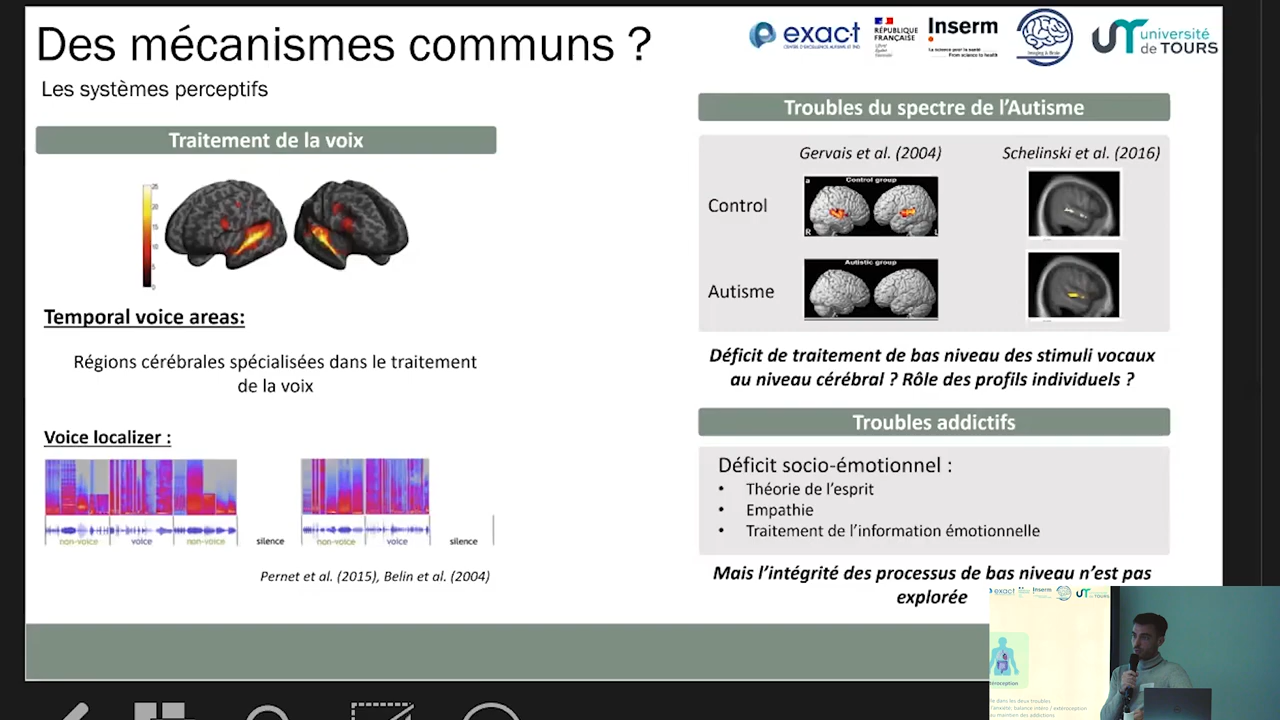 Des mécanismes communs ?
Les systèmes perceptifs
exact
RÉPUBLIQUE
FRANÇAISE
Inserm
La science pour la santé
From science to health
université
de TOURS
Traitement de la voix
Temporal voice areas:
Régions cérébrales spécialisées dans le traitement
de la voix
Voice localizer :
non-voice voice non-voice silence non-voice voice silence
Pernet et al. (2015), Belin et al. (2004)
Troubles du spectre de l'Autisme
Gervais et al. (2004) Schelinski et al. (2016)
Control
a Control group
R L
Autisme
Autistic group
Déficit de traitement de bas niveau des stimuli vocaux
au niveau cérébral ? Rôle des profils individuels ?
Troubles addictifs
Déficit socio-émotionnel :
• Théorie de l'esprit
• Empathie
• Traitement de l'information émotionnelle
Mais l'intégrité des processus de bas niveau n'est pas
explorée
exact Inserm